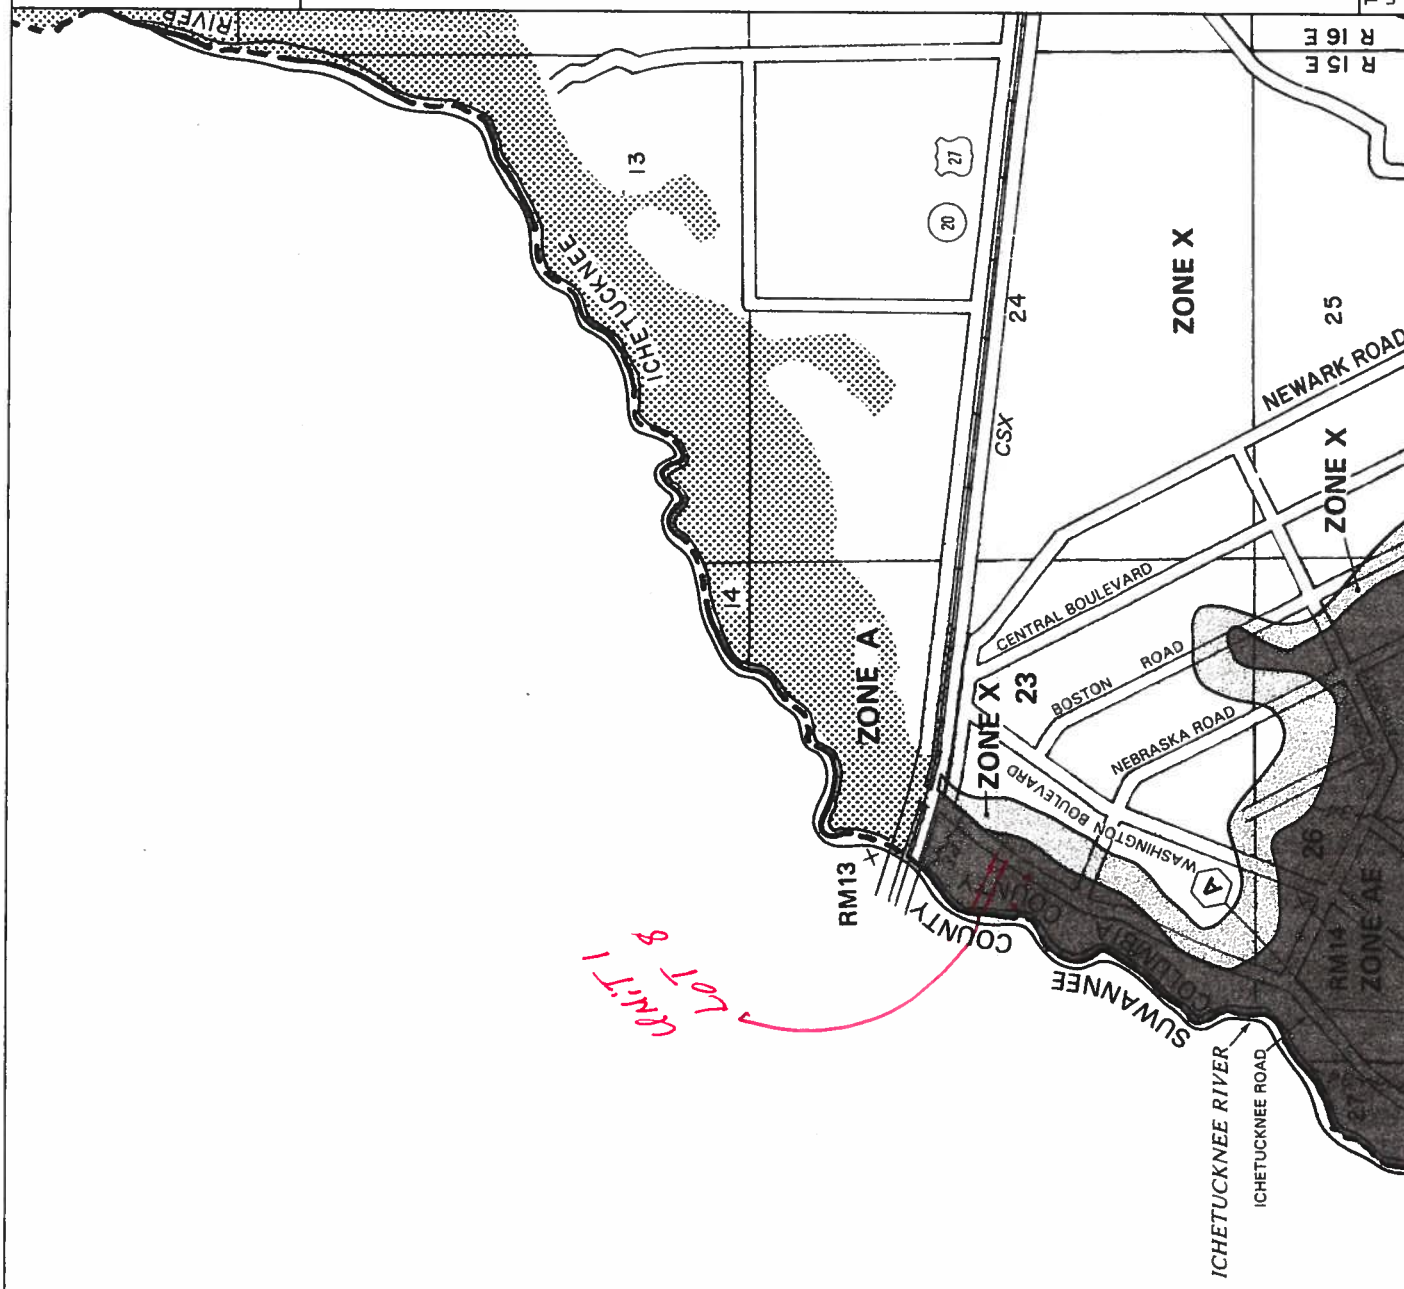 RIVER
R 16 E
R 15 E
13
ICHETUCKNEE
20
27
24
ZONE X
25
CSX
NEWARK ROAD
ZONE X
14
ZONE A
CENTRAL BOULEVARD
23
ZONE X
BOSTON ROAD
NEBRASKA ROAD
WASHINGTON BOULEVARD
A
RM13
UNIT 1
LOT 8
COUNTY
SUWANNEE
COUNTY
COLUMBIA
26
RM14
ZONE AE
27
ICHETUCKNEE RIVER
ICHETUCKNEE ROAD